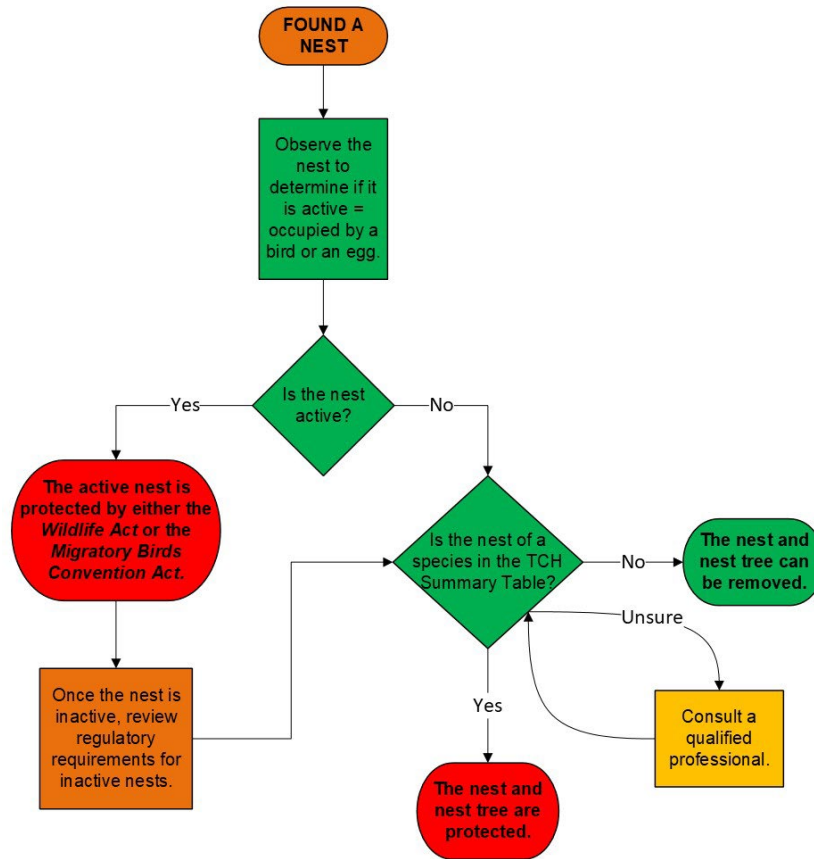 FOUND A
NEST
Observe the
nest to
determine if it
is active =
occupied by a
bird or an egg.
Is the nest
active?
Yes
No
The active nest is
protected by either the
Wildlife Act or the
Migratory Birds
Convention Act.
Is the nest of a
species in the TCH
Summary Table?
No
The nest and
nest tree can
be removed.
Unsure
Once the nest is
inactive, review
regulatory
requirements for
inactive nests.
Yes
Consult a
qualified
professional.
The nest and
nest tree are
protected.